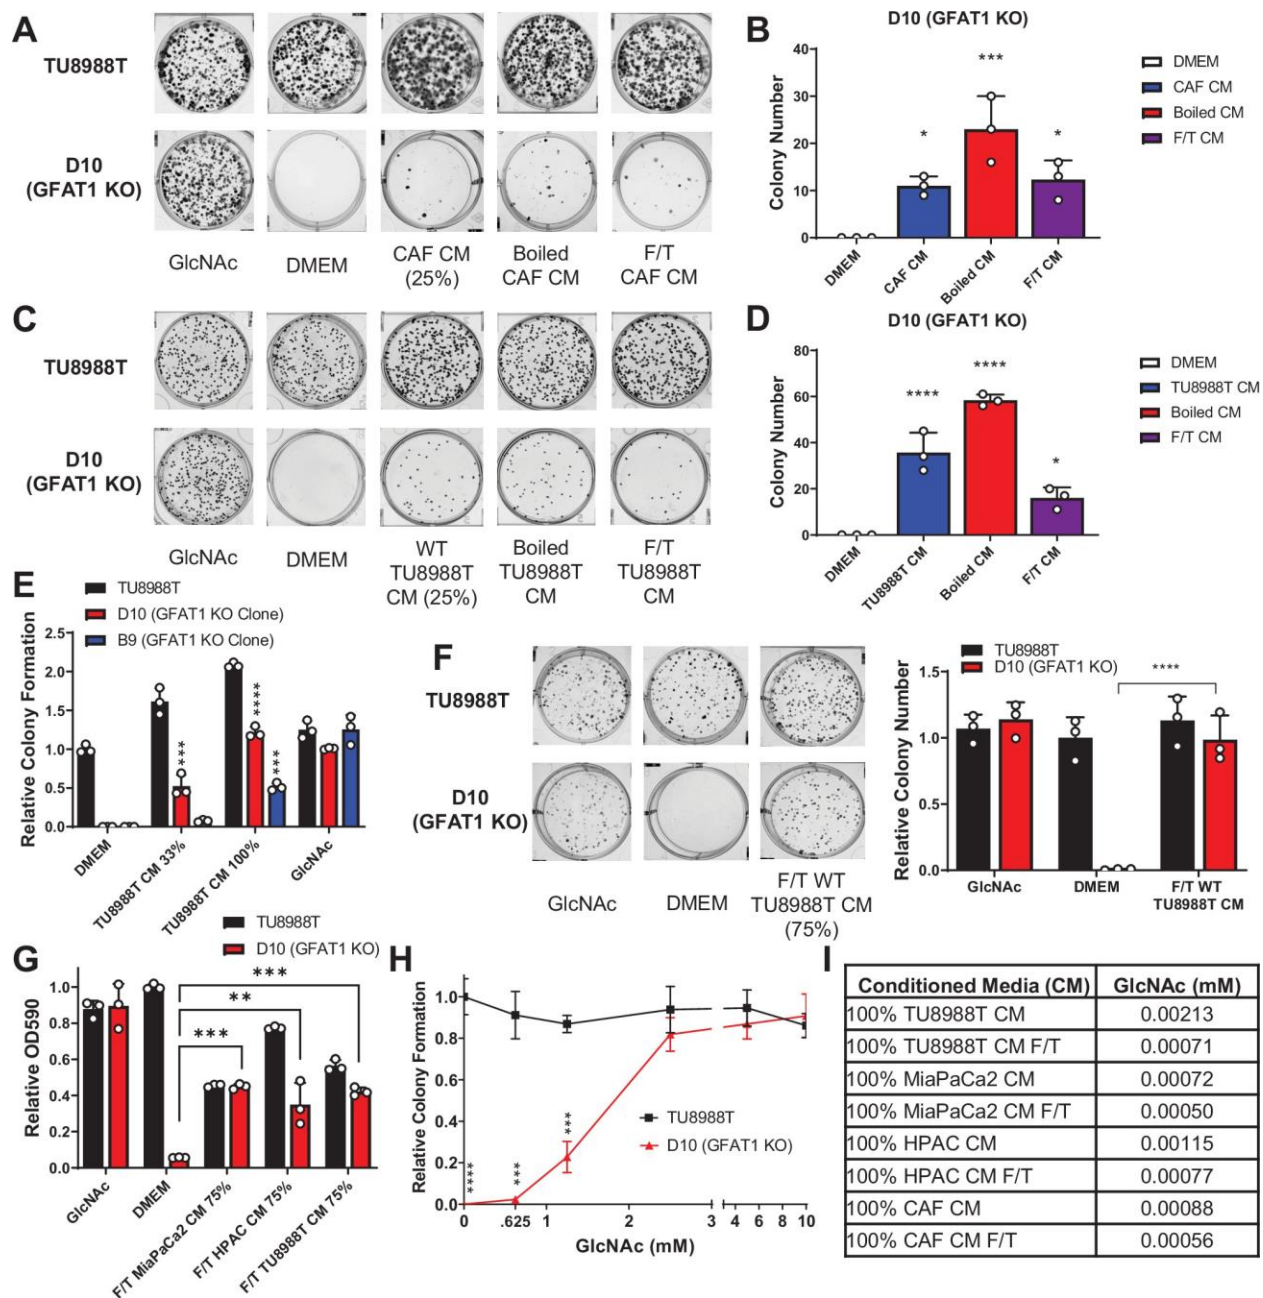 A
TU8988T
D10
(GFAT1 KO)
GlcNAc
DMEM
CAF CM
(25%)
Boiled
CAF CM
F/T
CAF CM
B
D10 (GFAT1 KO)
Colony Number
40
30
20
10
0
***
*
*
DMEM
CAF CM
Boiled CM
F/T CM
DMEM
CAF CM
Boiled CM
F/T CM
C
TU8988T
D10
(GFAT1 KO)
GlcNAc
DMEM
WT
TU8988T
CM (25%)
Boiled
TU8988T
CM
F/T
TU8988T
CM
D
D10 (GFAT1 KO)
Colony Number
80
60
40
20
0
****
****
*
DMEM
TU8988T CM
Boiled CM
F/T CM
DMEM
TU8988T CM
Boiled CM
F/T CM
E
TU8988T
D10 (GFAT1 KO Clone)
B9 (GFAT1 KO Clone)
Relative Colony Formation
2.5
2.0
1.5
1.0
0.5
0.0
***
****
***
DMEM
TU8988T CM 33%
TU8988T CM 100%
GlcNAc
F
TU8988T
D10
(GFAT1 KO)
GlcNAc
DMEM
F/T WT
TU8988T CM
(75%)
TU8988T
D10 (GFAT1 KO)
****
Relative Colony Number
1.5
1.0
0.5
0.0
GlcNAc
DMEM
F/T WT
TU8988T CM
G
TU8988T
D10 (GFAT1 KO)
Relative OD590
1.0
0.8
0.6
0.4
0.2
0.0
***
**
***
GlcNAc
DMEM
F/T MiaPaCa2 CM 75%
F/T HPAC CM 75%
F/T TU8988T CM 75%
H
Relative Colony Formation
1.0
0.8
0.6
0.4
0.2
0.0
****
***
***
TU8988T
D10 (GFAT1 KO)
0 .625 1 2 3 4 6 8 10
GlcNAc (mM)
I
Conditioned Media (CM) GlcNAc (mM)
100% TU8988T CM 0.00213
100% TU8988T CM F/T 0.00071
100% MiaPaCa2 CM 0.00072
100% MiaPaCa2 CM F/T 0.00050
100% HPAC CM 0.00115
100% HPAC CM F/T 0.00077
100% CAF CM 0.00088
100% CAF CM F/T 0.00056